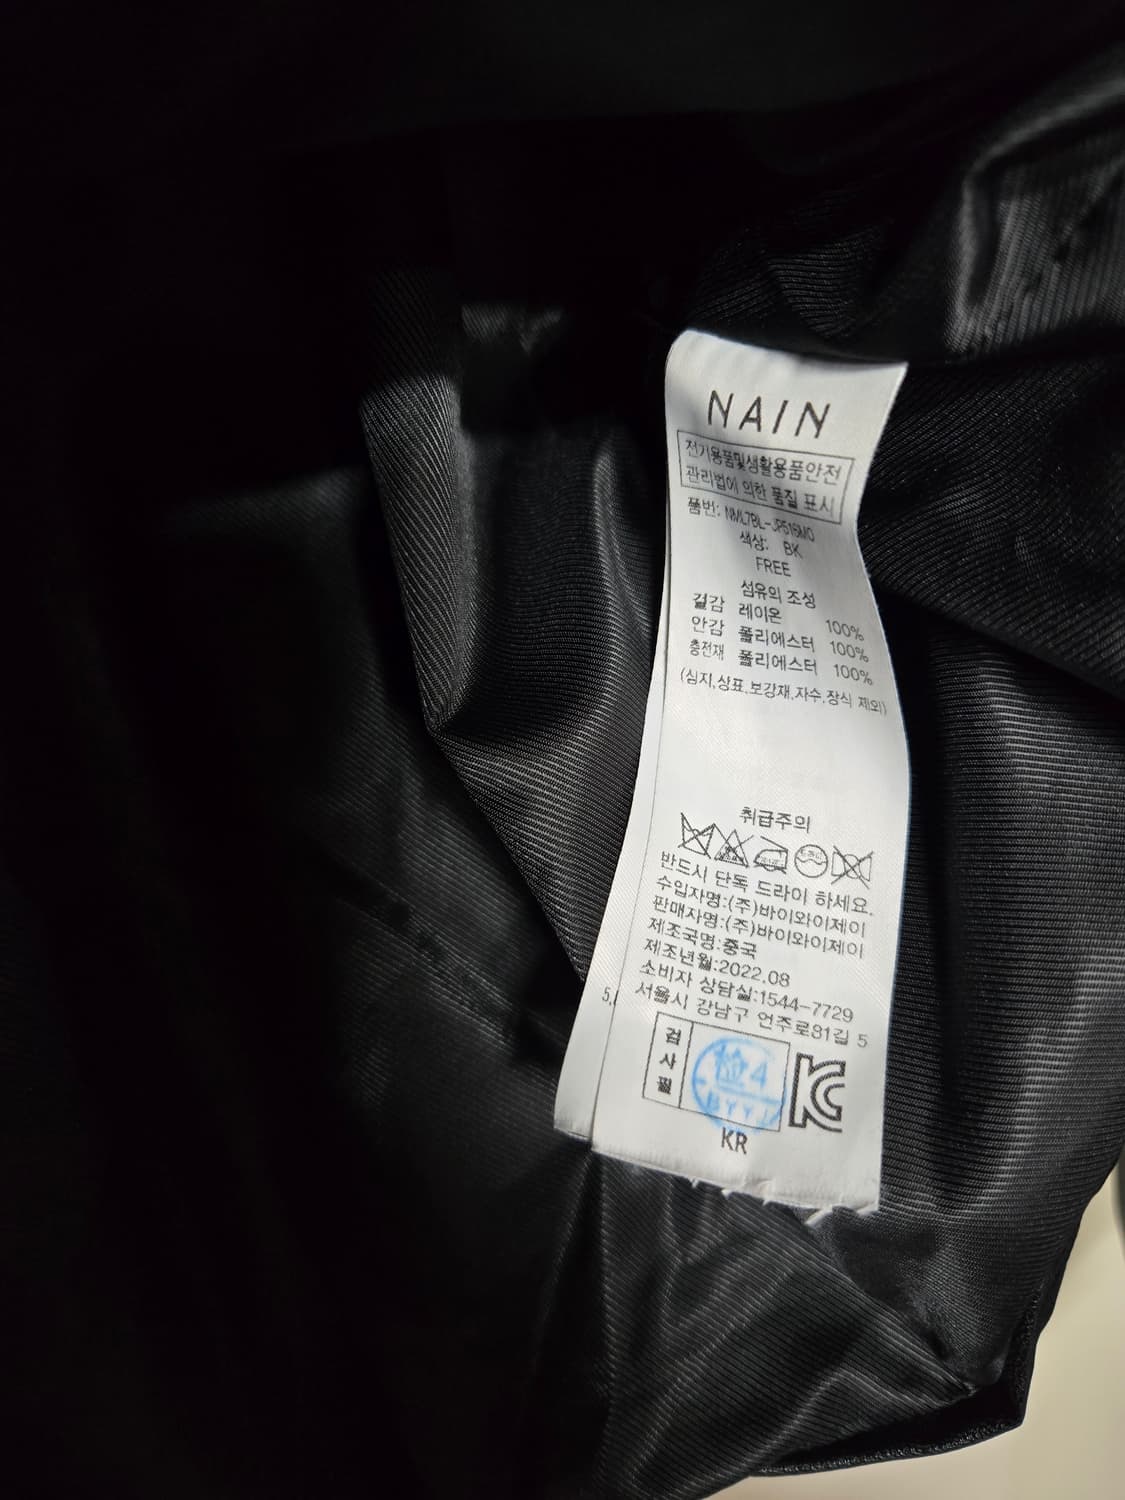 NAIN
전기용품및생활용품안전
관리법에 의한 품질 표시
품번: NML7BL-JP516M0
색상: BK
FREE
섬유의 조성
겉감 레이온 100%
안감 폴리에스터 100%
충전재 폴리에스터 100%
(심지,상표,보강재,자수,장식 제외)
취급주의
반드시 단독 드라이 하세요.
수입자명:(주)바이와이제이
판매자명:(주)바이와이제이
제조국명:중국
제조년월:2022.08
소비자 상담실:1544-7729
서울시 강남구 언주로81길 5
검사필
검4
BYYJ
KC
KR